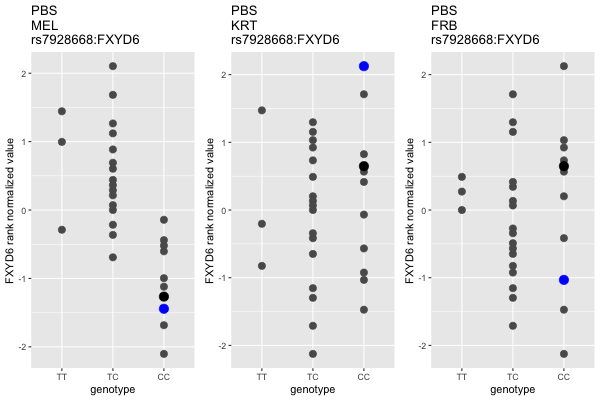 PBS
MEL
rs7928668:FXYD6
FXYD6 rank normalized value
2
1
0
-1
-2
TT TC CC
genotype
PBS
KRT
rs7928668:FXYD6
FXYD6 rank normalized value
2
1
0
-1
-2
TT TC CC
genotype
PBS
FRB
rs7928668:FXYD6
FXYD6 rank normalized value
2
1
0
-1
-2
TT TC CC
genotype